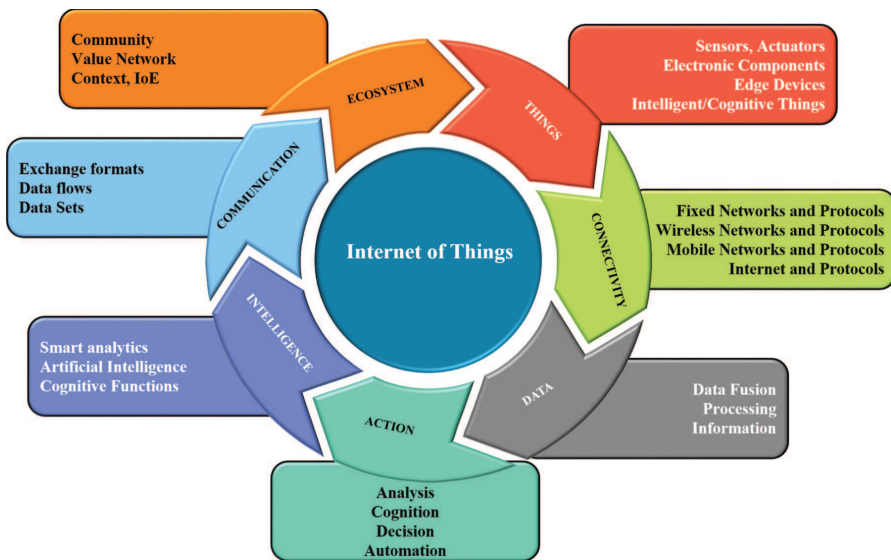 Community
Value Network
Context, IoE
ECOSYSTEM
THINGS
Sensors, Actuators
Electronic Components
Edge Devices
Intelligent/Cognitive Things
Exchange formats
Data flows
Data Sets
COMMUNICATION
Internet of Things
CONNECTIVITY
Fixed Networks and Protocols
Wireless Networks and Protocols
Mobile Networks and Protocols
Internet and Protocols
Smart analytics
Artificial Intelligence
Cognitive Functions
INTELLIGENCE
DATA
Data Fusion
Processing
Information
ACTION
Analysis
Cognition
Decision
Automation